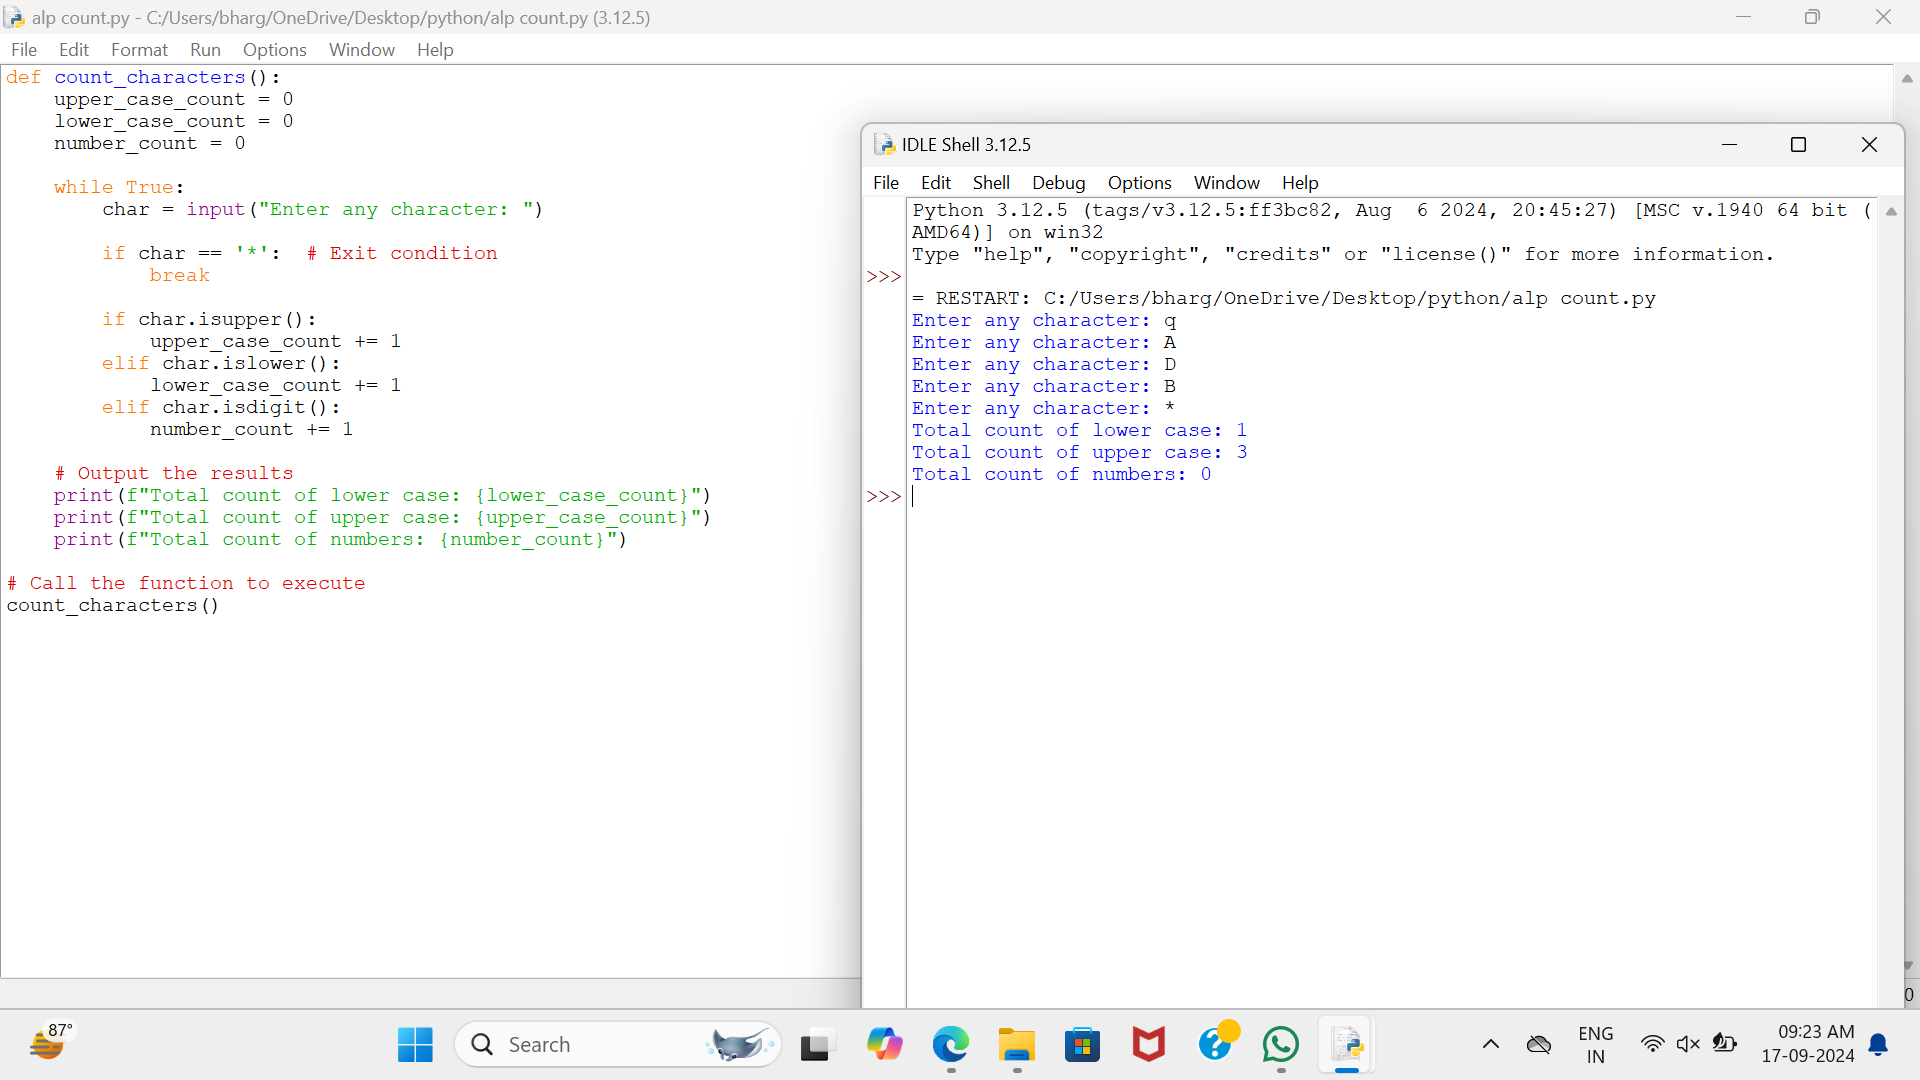 alp count.py - C:/Users/bharg/OneDrive/Desktop/python/alp count.py (3.12.5)
File Edit Format Run Options Window Help
def count_characters():
    upper_case_count = 0
    lower_case_count = 0
    number_count = 0
    while True:
        char = input("Enter any character: ")
        if char == '*':  # Exit condition
            break
        if char.isupper():
            upper_case_count += 1
        elif char.islower():
            lower_case_count += 1
        elif char.isdigit():
            number_count += 1
    # Output the results
    print(f"Total count of lower case: {lower_case_count}")
    print(f"Total count of upper case: {upper_case_count}")
    print(f"Total count of numbers: {number_count}")
# Call the function to execute
count_characters()
IDLE Shell 3.12.5
File Edit Shell Debug Options Window Help
Python 3.12.5 (tags/v3.12.5:ff3bc82, Aug  6 2024, 20:45:27) [MSC v.1940 64 bit (
AMD64)] on win32
Type "help", "copyright", "credits" or "license()" for more information.
>>>
= RESTART: C:/Users/bharg/OneDrive/Desktop/python/alp count.py
Enter any character: q
Enter any character: A
Enter any character: D
Enter any character: B
Enter any character: *
Total count of lower case: 1
Total count of upper case: 3
Total count of numbers: 0
>>>
0
87°
Search
ENG
IN
09:23 AM
17-09-2024